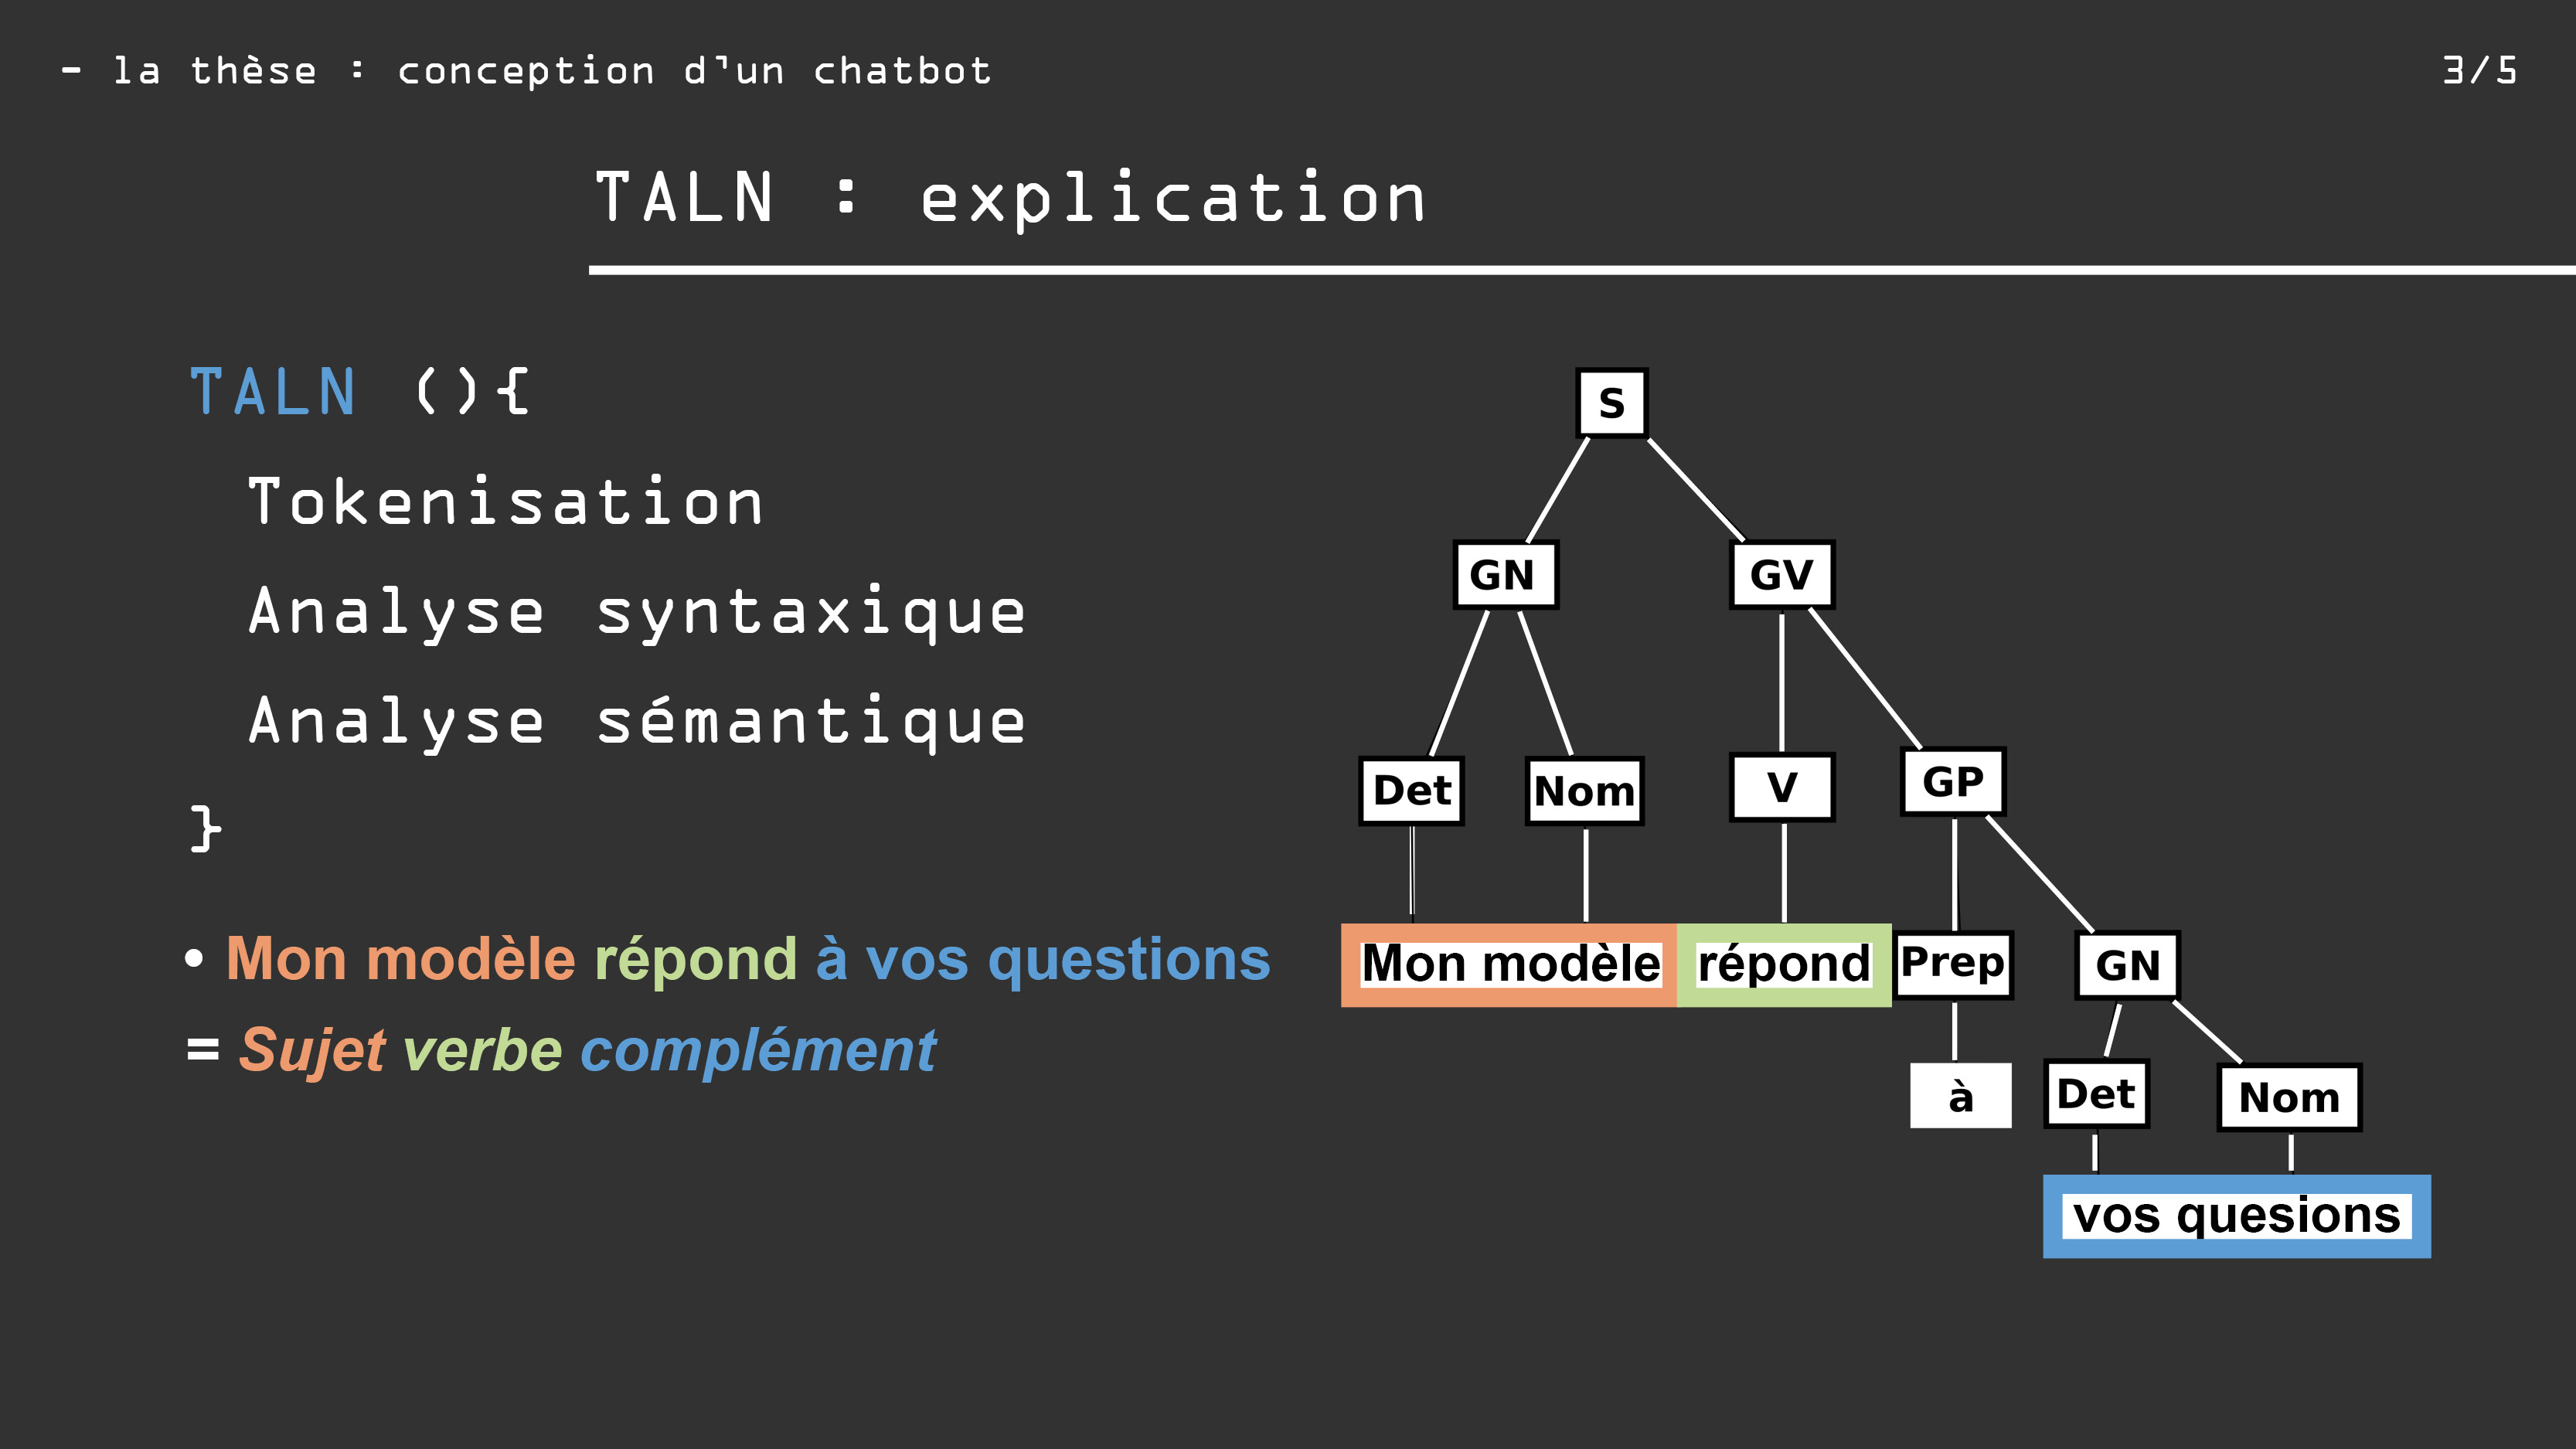 - la thèse : conception d'un chatbot
3/5
TALN : explication
TALN (){
Tokenisation
Analyse syntaxique
Analyse sémantique
}
• Mon modèle répond à vos questions
= Sujet verbe complément
S
GN GV
Det Nom V GP
Mon modèle répond Prep GN
à Det Nom
vos quesions